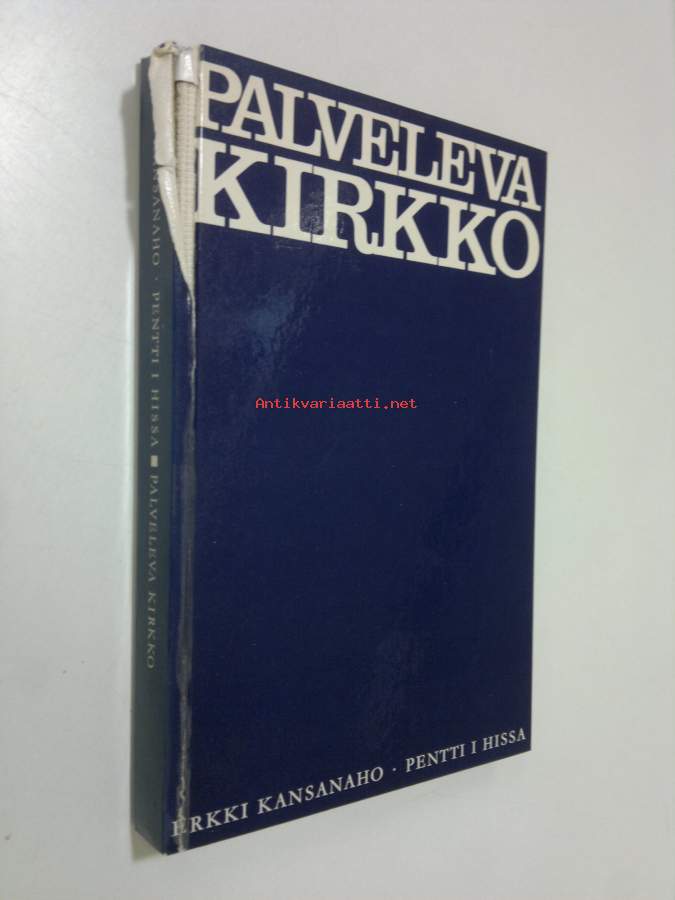 PALVELEVA
KIRKKO
Antikvariaatti.net
ERKKI KANSANAHO · PENTTI I HISSA
KANSANAHO · PENTTI I HISSA ■ PALVELEVA KIRKKO